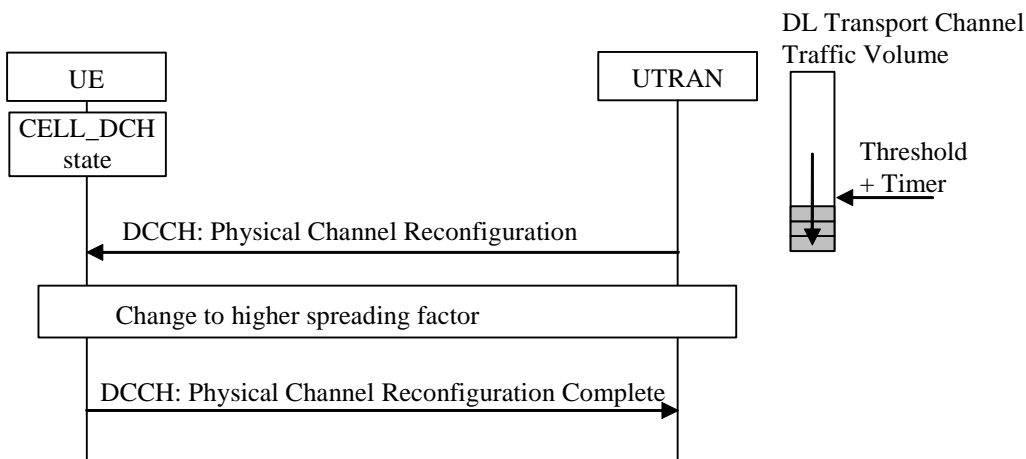 DL Transport Channel
Traffic Volume
UE
UTRAN
CELL_DCH
state
Threshold
+ Timer
DCCH: Physical Channel Reconfiguration
Change to higher spreading factor
DCCH: Physical Channel Reconfiguration Complete